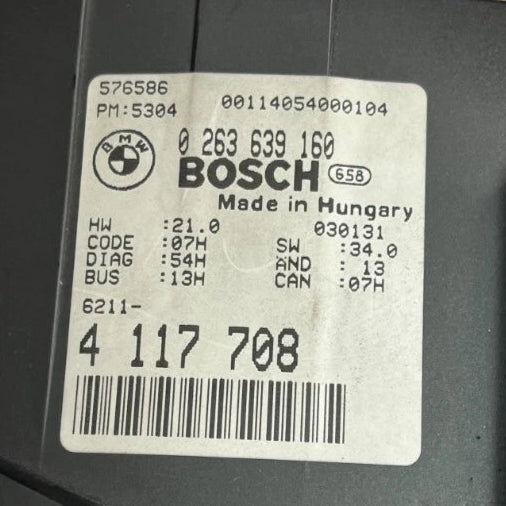 576586
PM:5304 00114054000104
BMW 0 263 639 160
BOSCH 658
Made in Hungary
HW :21.0 030131
CODE :07H SW :34.0
DIAG :54H AND : 13
BUS :13H CAN :07H
6211-
4 117 708